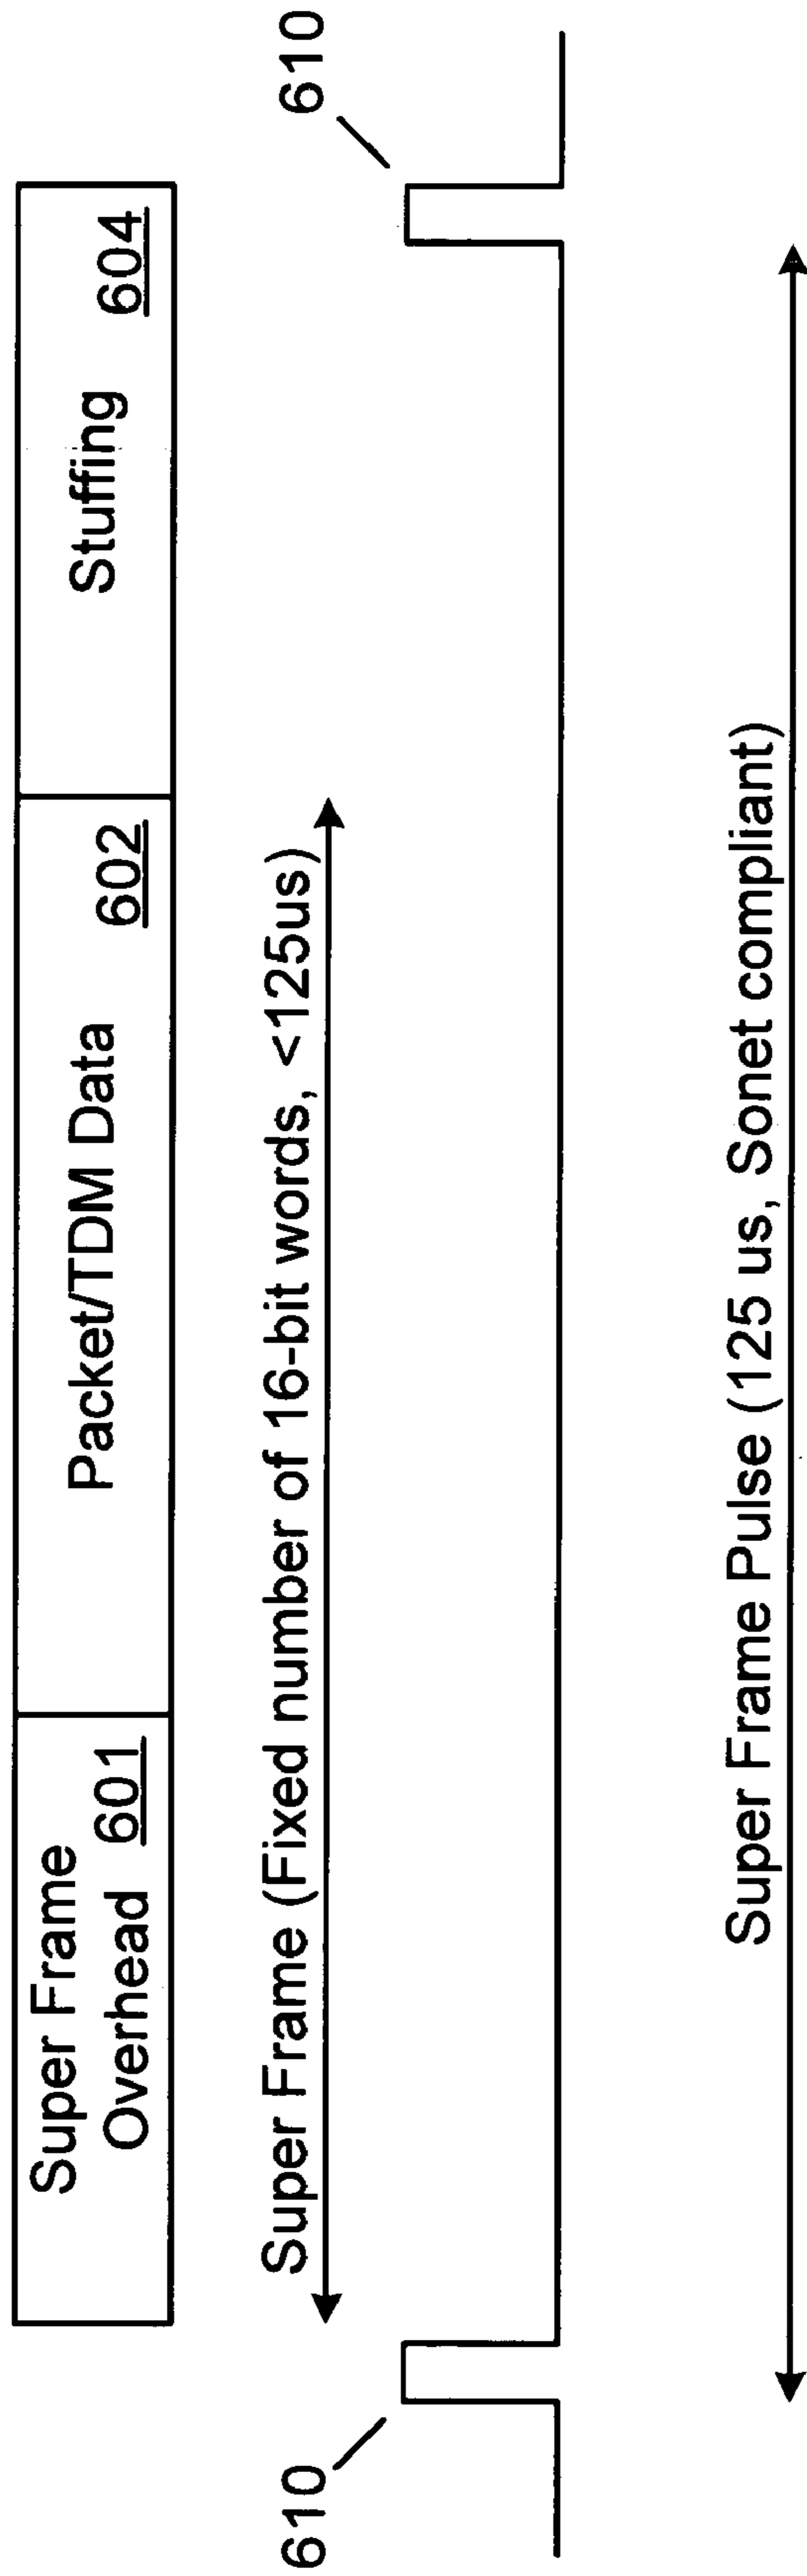 Super Frame
Overhead 601
Packet/TDM Data 602
Stuffing 604
Super Frame (Fixed number of 16-bit words, <125us)
610
610
Super Frame Pulse (125 us, Sonet compliant)